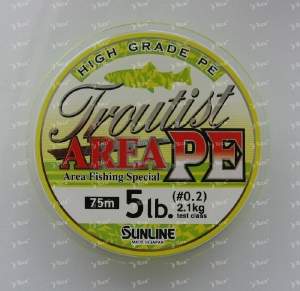 HIGH GRADE PE
Troutist
AREA PE
Area Fishing Special
75m 5lb. (#0.2)
2.1kg
test class
SUNLINE
MADE IN JAPAN